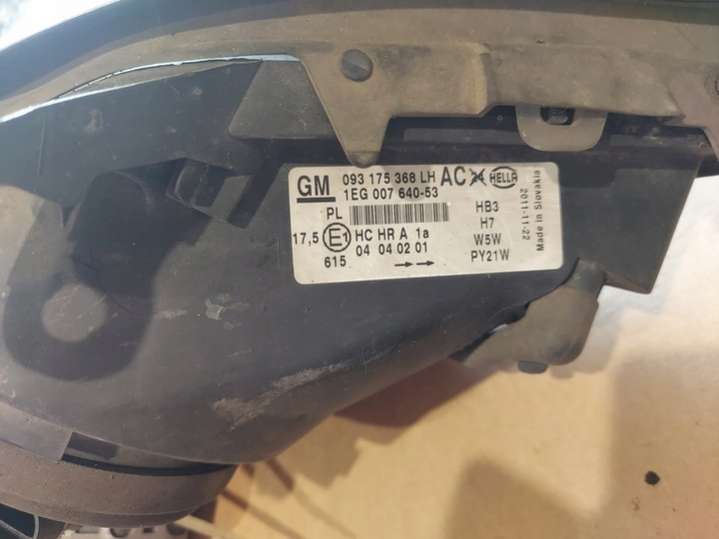 GM 093 175 368 LH AC HELLA
1EG 007 640-53
PL
17,5 E1 HC HR A 1a
615 04 04 02 01
HB3
H7
W5W
PY21W
2011-11-22
Made in Slovakia